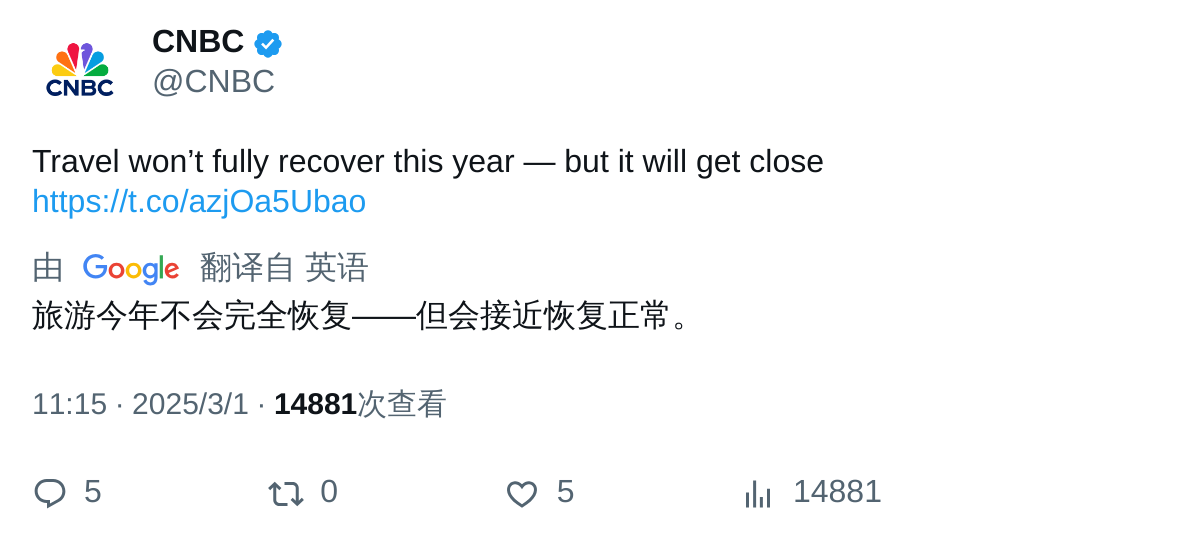 CNBC
CNBC
@CNBC
Travel won’t fully recover this year — but it will get close
https://t.co/azjOa5Ubao
由 Google 翻译自 英语
旅游今年不会完全恢复——但会接近恢复正常。
11:15 · 2025/3/1 · 14881次查看
5 0 5 14881